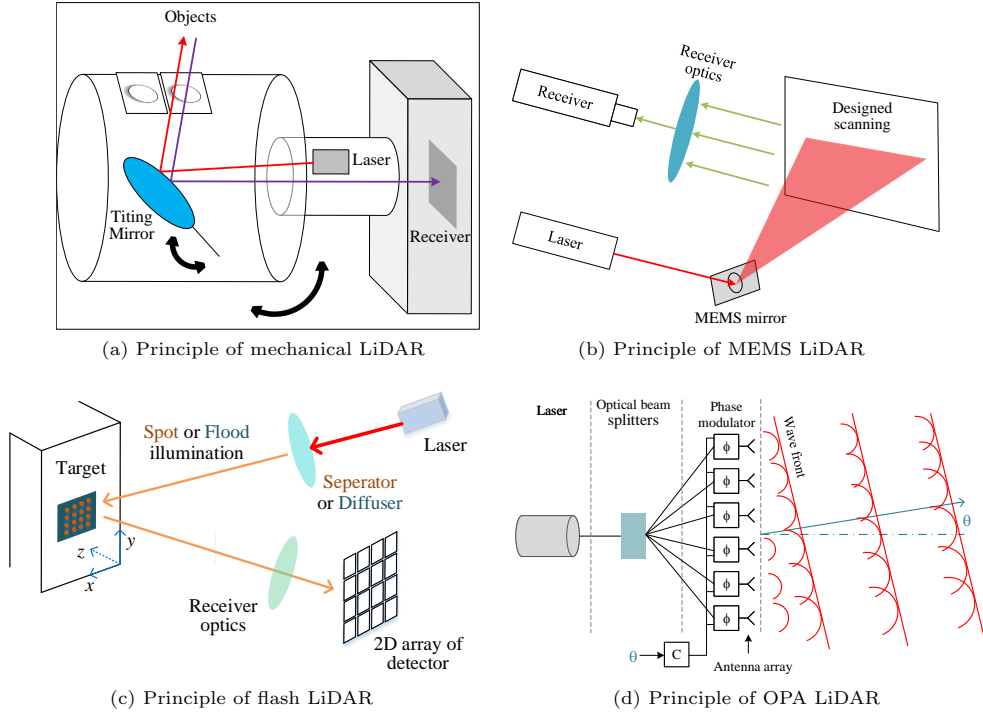 Objects
Laser
Titing
Mirror
Receiver
(a) Principle of mechanical LiDAR
Receiver
optics
Receiver
Designed
scanning
Laser
MEMS mirror
(b) Principle of MEMS LiDAR
Spot or Flood
illumination
Laser
Target
Seperator
or Diffuser
y
z
x
Receiver
optics
2D array of
detector
(c) Principle of flash LiDAR
Laser
Optical beam
splitters
Phase
modulator
Wave front
ϕ
ϕ
ϕ
ϕ
ϕ
ϕ
θ
θ
C
Antenna array
(d) Principle of OPA LiDAR